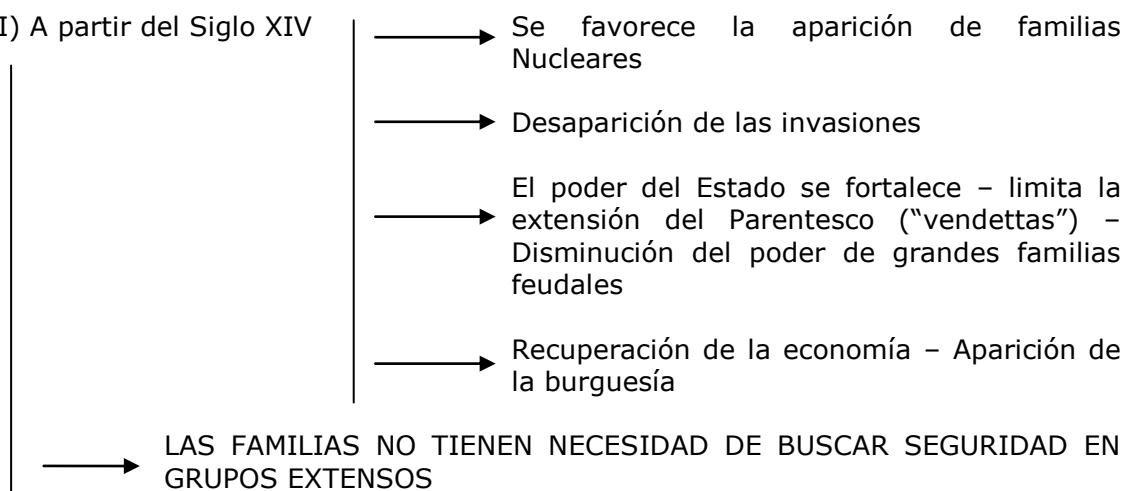 I) A partir del Siglo XIV
Se favorece la aparición de familias
Nucleares
Desaparición de las invasiones
El poder del Estado se fortalece – limita la
extensión del Parentesco (“vendettas”) –
Disminución del poder de grandes familias
feudales
Recuperación de la economía – Aparición de
la burguesía
LAS FAMILIAS NO TIENEN NECESIDAD DE BUSCAR SEGURIDAD EN
GRUPOS EXTENSOS